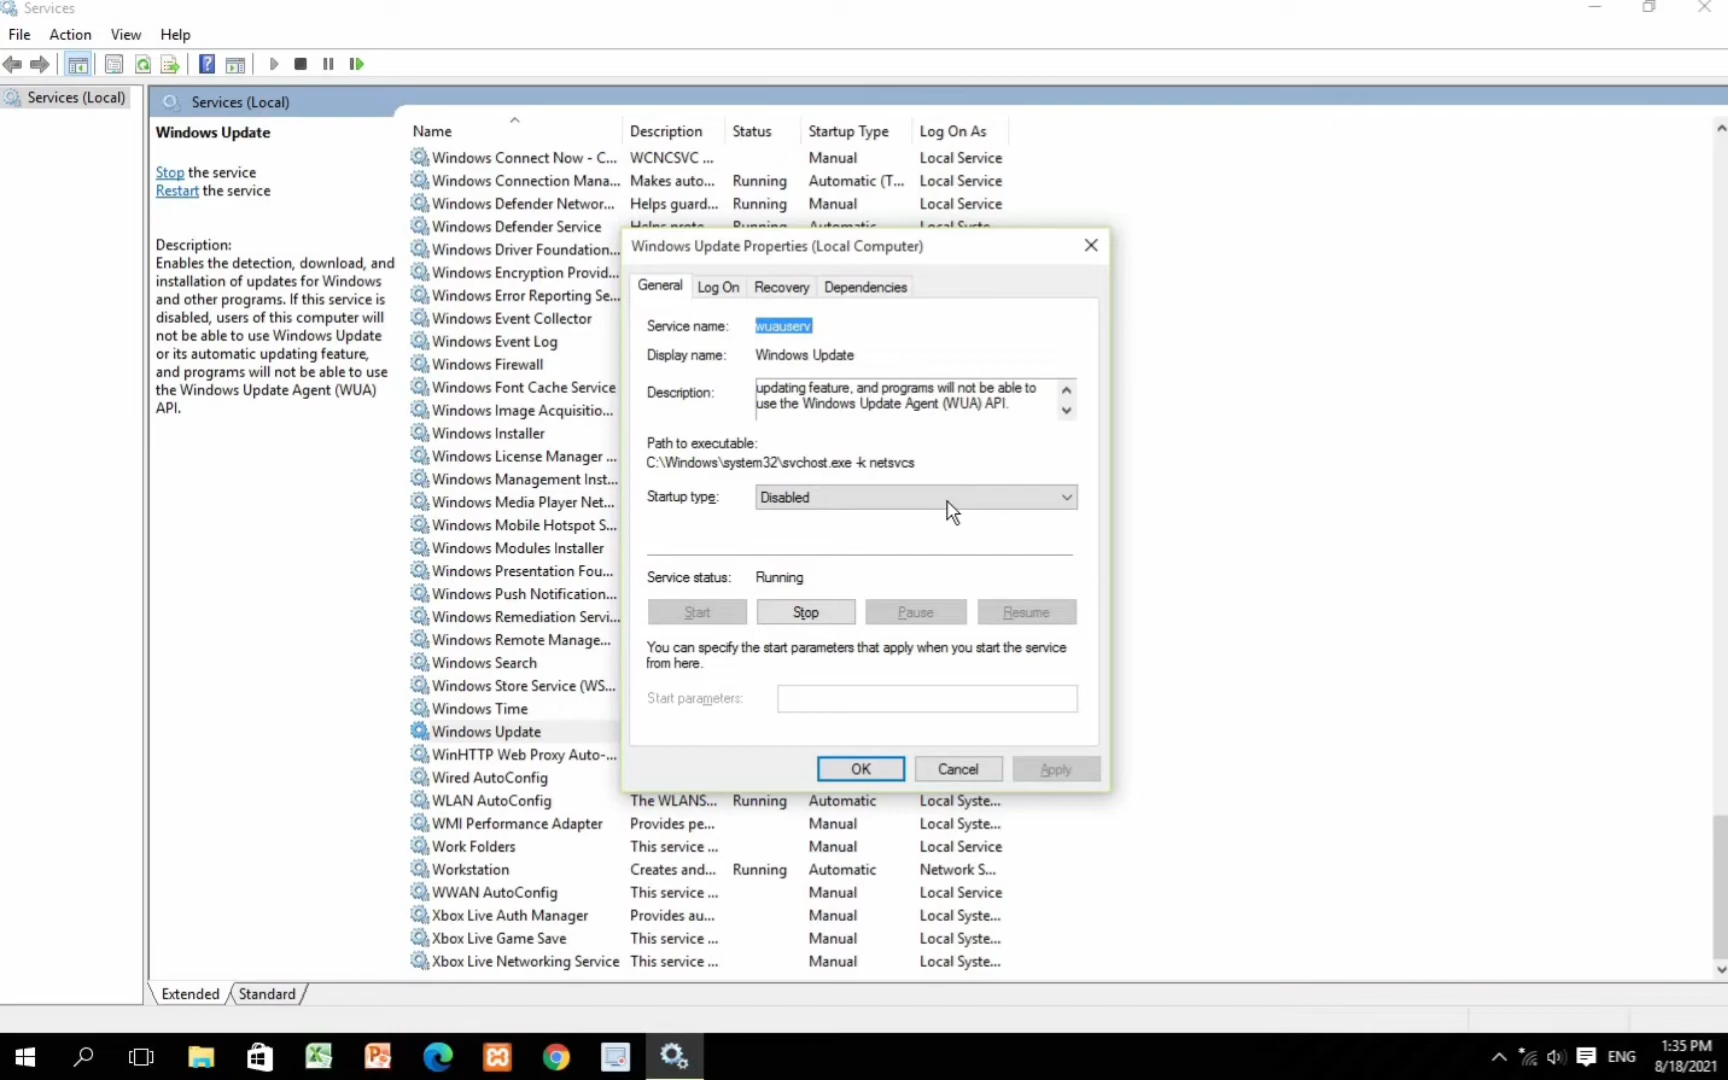 Services
File Action View Help
Services (Local)
Services (Local)
Windows Update
Stop the service
Restart the service
Description:
Enables the detection, download, and
installation of updates for Windows
and other programs. If this service is
disabled, users of this computer will
not be able to use Windows Update
or its automatic updating feature,
and programs will not be able to use
the Windows Update Agent (WUA)
API.
Name Description Status Startup Type Log On As
Windows Connect Now - C... WCNCSVC ... Manual Local Service
Windows Connection Mana... Makes auto... Running Automatic (T... Local Service
Windows Defender Networ... Helps guard... Running Manual Local Service
Windows Defender Service Helps prote... Running Automatic Local Syste...
Windows Driver Foundation...
Windows Encryption Provid...
Windows Error Reporting Se...
Windows Event Collector
Windows Event Log
Windows Firewall
Windows Font Cache Service
Windows Image Acquisitio...
Windows Installer
Windows License Manager ...
Windows Management Inst...
Windows Media Player Net...
Windows Mobile Hotspot S...
Windows Modules Installer
Windows Presentation Fou...
Windows Push Notification...
Windows Remediation Servi...
Windows Remote Manage...
Windows Search
Windows Store Service (WS...
Windows Time
Windows Update
WinHTTP Web Proxy Auto-...
Wired AutoConfig
WLAN AutoConfig The WLANS... Running Automatic Local Syste...
WMI Performance Adapter Provides pe... Manual Local Syste...
Work Folders This service ... Manual Local Service
Workstation Creates and... Running Automatic Network S...
WWAN AutoConfig This service ... Manual Local Service
Xbox Live Auth Manager Provides au... Manual Local Syste...
Xbox Live Game Save This service ... Manual Local Syste...
Xbox Live Networking Service This service ... Manual Local Syste...
Windows Update Properties (Local Computer)
General Log On Recovery Dependencies
Service name: wuauserv
Display name: Windows Update
Description: updating feature, and programs will not be able to
use the Windows Update Agent (WUA) API.
Path to executable:
C:\Windows\system32\svchost.exe -k netsvcs
Startup type: Disabled
Service status: Running
Start Stop Pause Resume
You can specify the start parameters that apply when you start the service
from here.
Start parameters:
OK Cancel Apply
Extended Standard
ENG
1:35 PM
8/18/2021